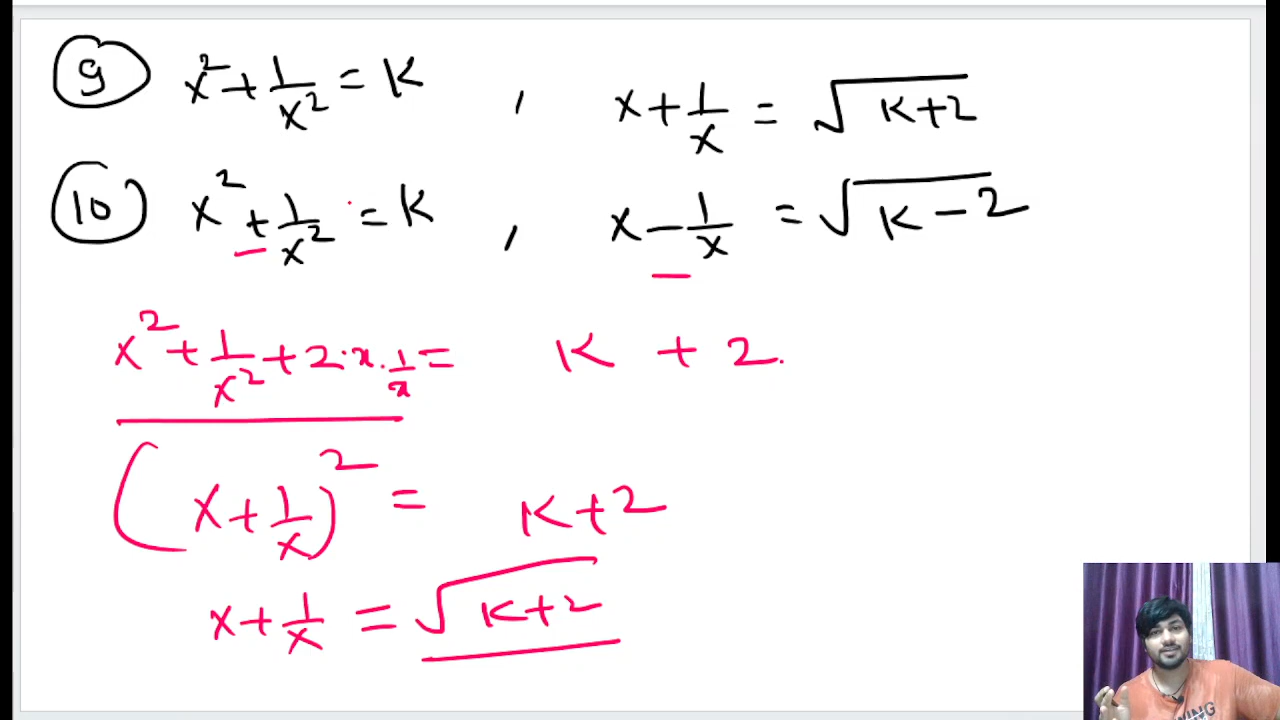 9 x² + 1/x² = K , x + 1/x = √(K+2)
10 x² + 1/x² = K , x - 1/x = √(K-2)
x² + 1/x² + 2·x·1/x = K + 2.
(x + 1/x)² = K+2
x + 1/x = √(K+2)